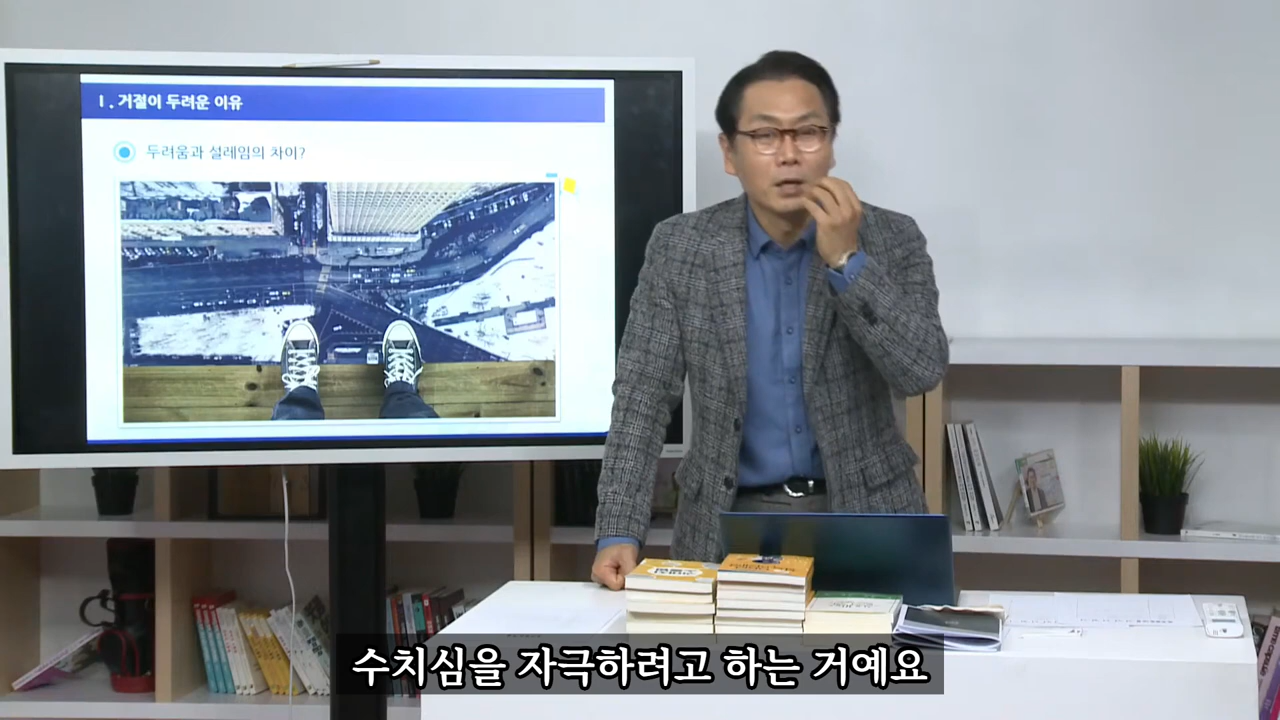 Ⅰ. 거절이 두려운 이유
두려움과 설레임의 차이?
수치심을 자극하려고 하는 거예요